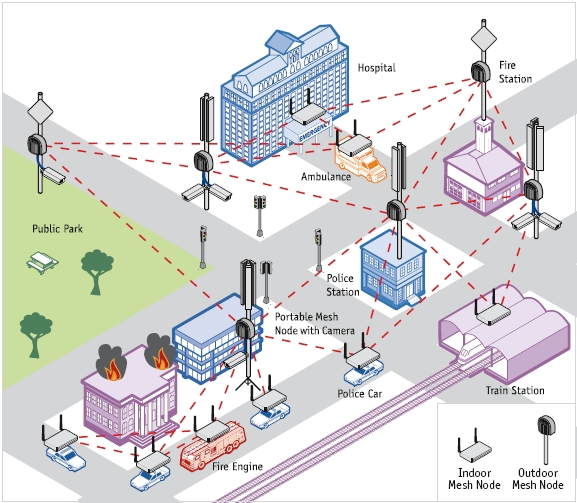 Hospital
Fire
Station
EMERGENCY
Ambulance
Public Park
Police
Station
Portable Mesh
Node with Camera
Police Car
Train Station
Fire Engine
Indoor
Mesh Node
Outdoor
Mesh Node